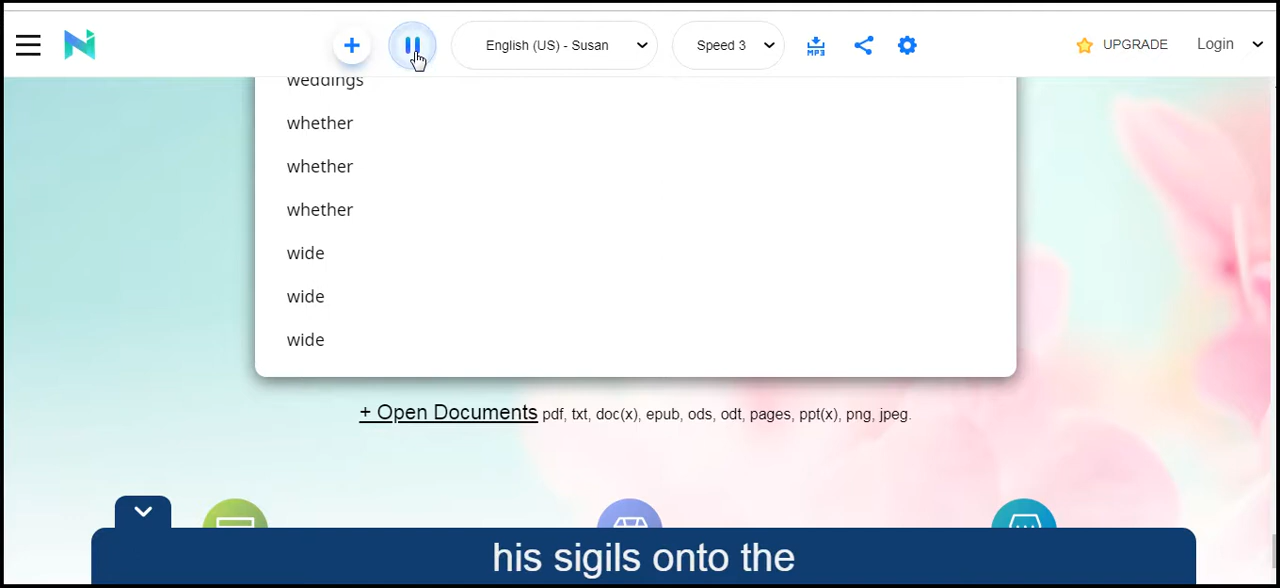 English (US) - Susan Speed 3 MP3 UPGRADE Login
weddings
whether
whether
whether
wide
wide
wide
+ Open Documents pdf, txt, doc(x), epub, ods, odt, pages, ppt(x), png, jpeg.
his sigils onto the